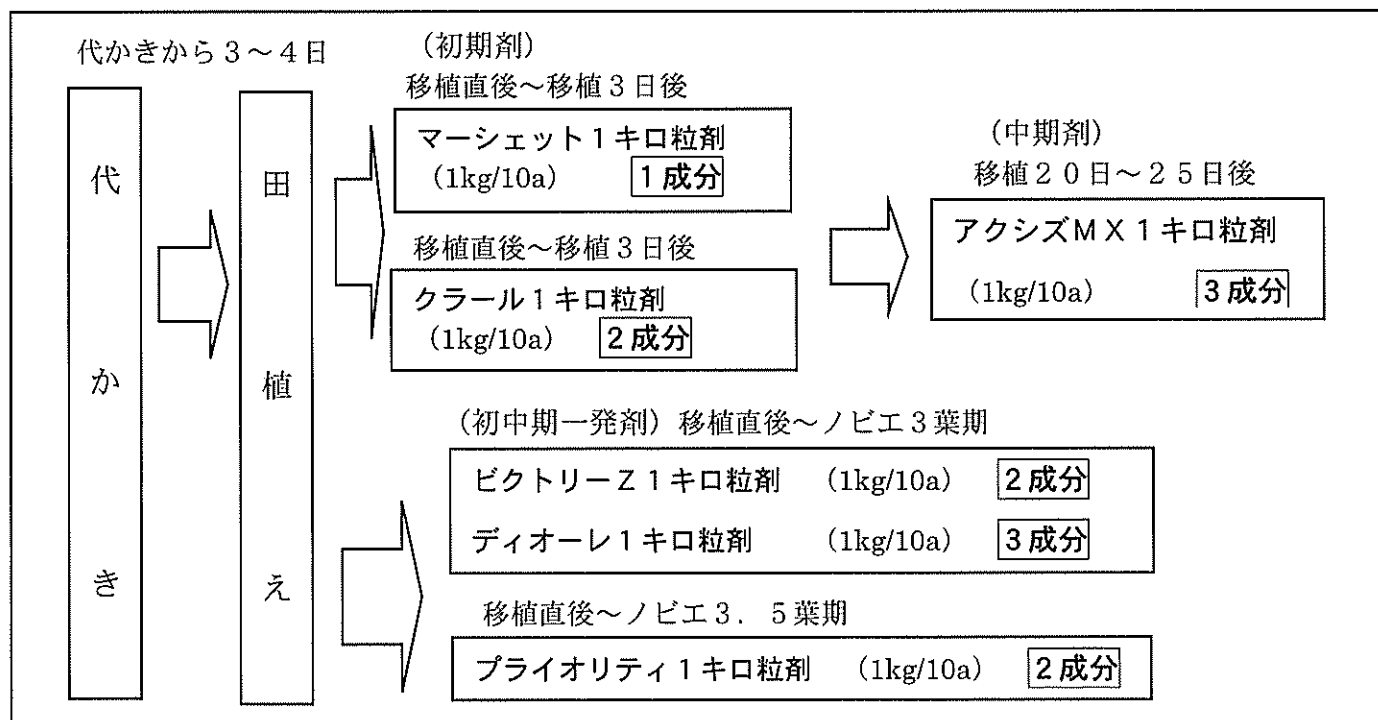 代かきから３～４日
代かき
田植え
（初期剤）
移植直後～移植３日後
マーシェット１キロ粒剤
（1kg/10a） １成分
移植直後～移植３日後
クラール１キロ粒剤
（1kg/10a） ２成分
（中期剤）
移植２０日～２５日後
アクシズＭＸ１キロ粒剤
（1kg/10a） ３成分
（初中期一発剤）移植直後～ノビエ３葉期
ビクトリーＺ１キロ粒剤 （1kg/10a） ２成分
ディオーレ１キロ粒剤 （1kg/10a） ３成分
移植直後～ノビエ３．５葉期
プライオリティ１キロ粒剤 （1kg/10a） ２成分